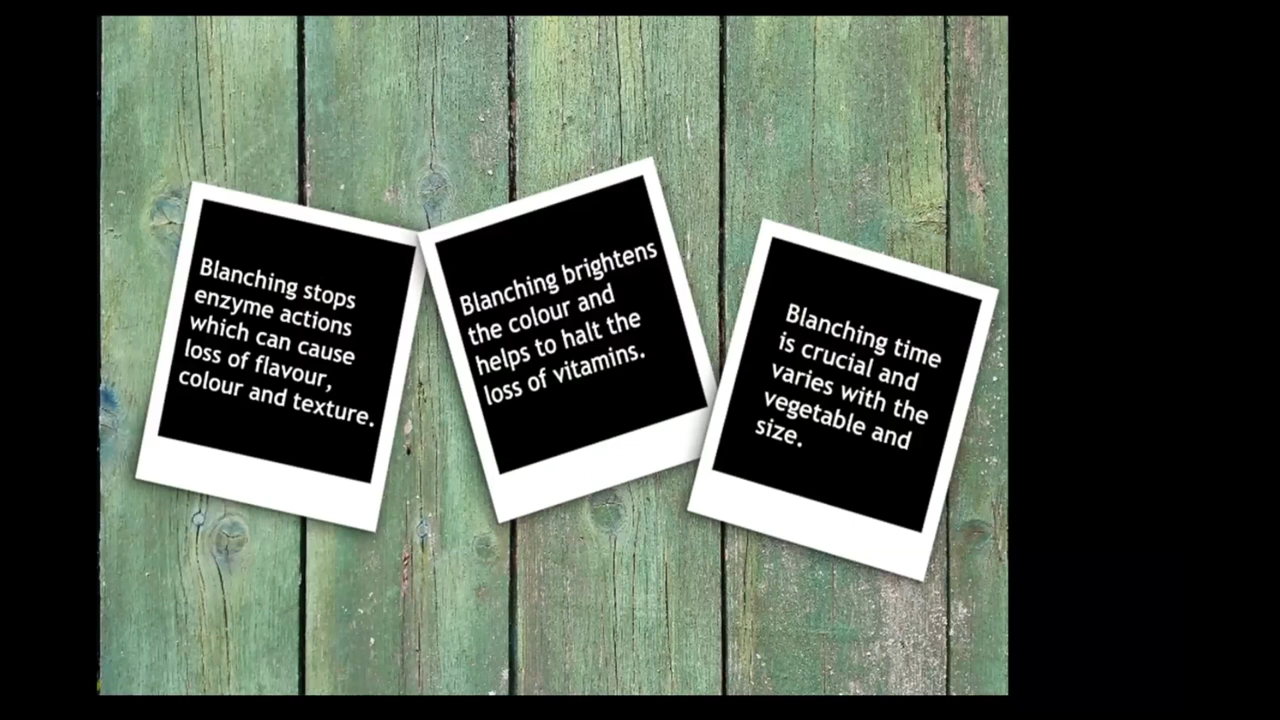 Blanching stops
enzyme actions
which can cause
loss of flavour,
colour and texture.
Blanching brightens
the colour and
helps to halt the
loss of vitamins.
Blanching time
is crucial and
varies with the
vegetable and
size.